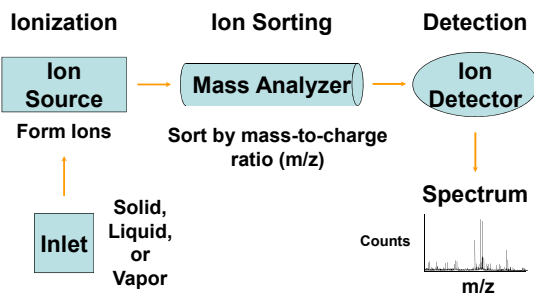 Ionization
Ion Sorting
Detection
Ion
Source
Mass Analyzer
Ion
Detector
Form Ions
Sort by mass-to-charge
ratio (m/z)
Inlet
Solid,
Liquid,
or
Vapor
Spectrum
Counts
m/z